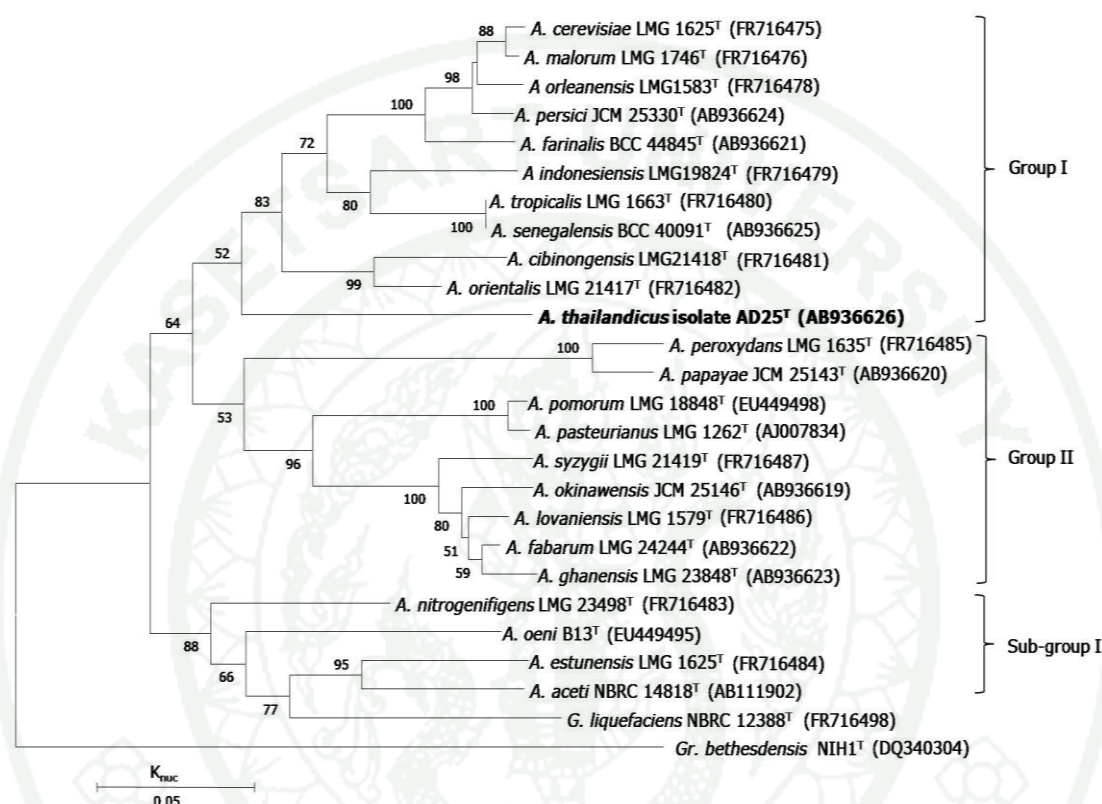 88
A. cerevisiae LMG 1625ᵀ (FR716475)
A. malorum LMG 1746ᵀ (FR716476)
98
A orleanensis LMG1583ᵀ (FR716478)
100
A. persici JCM 25330ᵀ (AB936624)
72
A. farinalis BCC 44845ᵀ (AB936621)
Group I
A indonesiensis LMG19824ᵀ (FR716479)
83
80
A. tropicalis LMG 1663ᵀ (FR716480)
100
A. senegalensis BCC 40091ᵀ (AB936625)
52
A. cibinongensis LMG21418ᵀ (FR716481)
99
A. orientalis LMG 21417ᵀ (FR716482)
A. thailandicus isolate AD25ᵀ (AB936626)
64
100
A. peroxydans LMG 1635ᵀ (FR716485)
A. papayae JCM 25143ᵀ (AB936620)
53
100
A. pomorum LMG 18848ᵀ (EU449498)
A. pasteurianus LMG 1262ᵀ (AJ007834)
96
A. syzygii LMG 21419ᵀ (FR716487)
Group II
100
A. okinawensis JCM 25146ᵀ (AB936619)
80
A. lovaniensis LMG 1579ᵀ (FR716486)
51
A. fabarum LMG 24244ᵀ (AB936622)
59
A. ghanensis LMG 23848ᵀ (AB936623)
A. nitrogenifigens LMG 23498ᵀ (FR716483)
88
A. oeni B13ᵀ (EU449495)
Sub-group I
66
95
A. estunensis LMG 1625ᵀ (FR716484)
A. aceti NBRC 14818ᵀ (AB111902)
77
G. liquefaciens NBRC 12388ᵀ (FR716498)
Gr. bethesdensis NIH1ᵀ (DQ340304)
Knuc
0.05
KASETSART UNIVERSITY